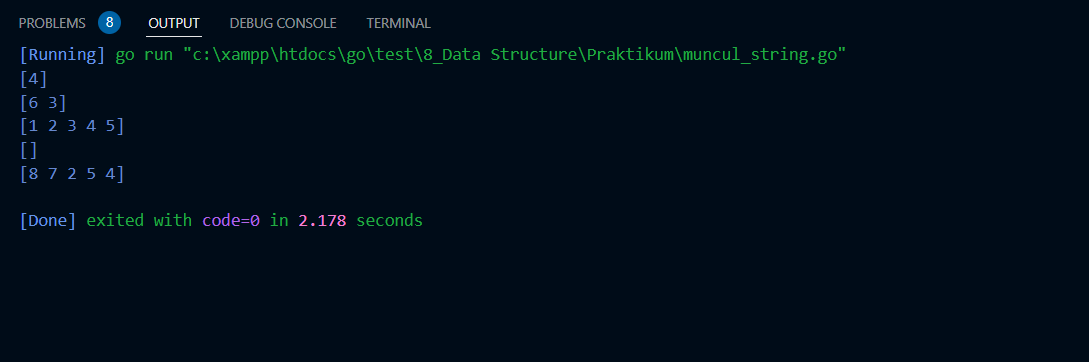 PROBLEMS 8 OUTPUT DEBUG CONSOLE TERMINAL
[Running] go run "c:\xampp\htdocs\go\test\8_Data Structure\Praktikum\muncul_string.go"
[4]
[6 3]
[1 2 3 4 5]
[]
[8 7 2 5 4]
[Done] exited with code=0 in 2.178 seconds